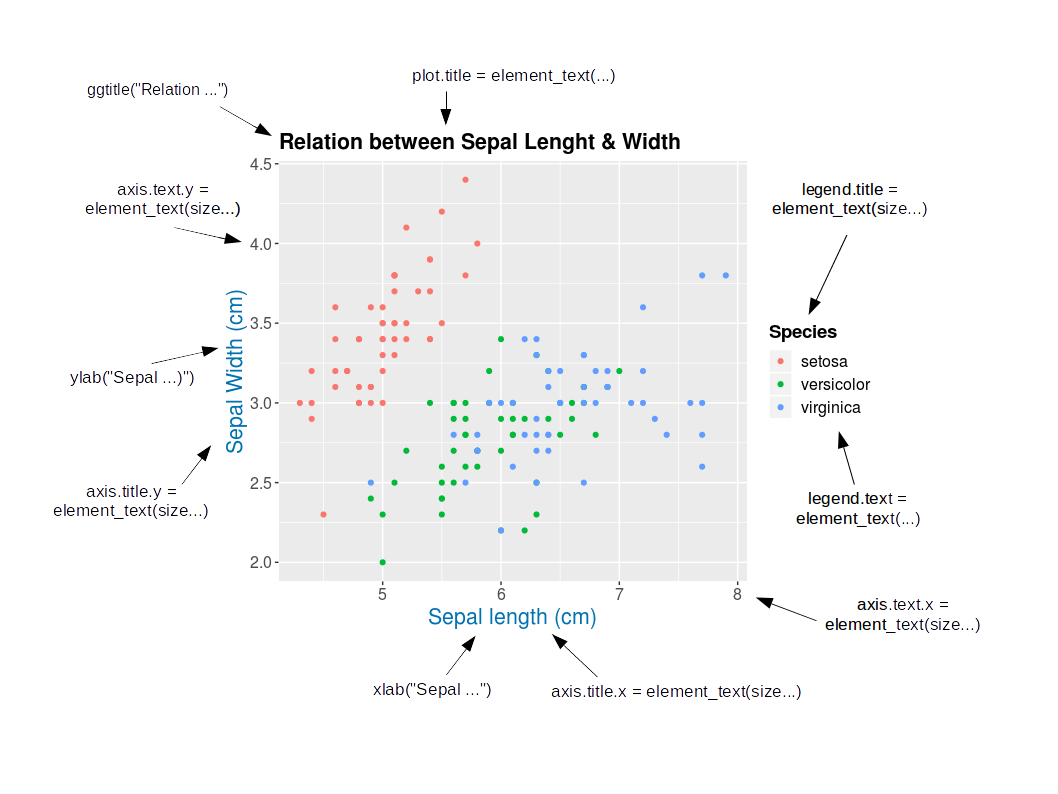 plot.title = element_text(...)
ggtitle("Relation ...")
Relation between Sepal Lenght & Width
axis.text.y =
element_text(size...)
ylab("Sepal ...)")
axis.title.y =
element_text(size...)
Sepal Width (cm)
4.5
4.0
3.5
3.0
2.5
2.0
5 6 7 8
Sepal length (cm)
xlab("Sepal ...")
axis.title.x = element_text(size...)
legend.title =
element_text(size...)
Species
setosa
versicolor
virginica
legend.text =
element_text(...)
axis.text.x =
element_text(size...)